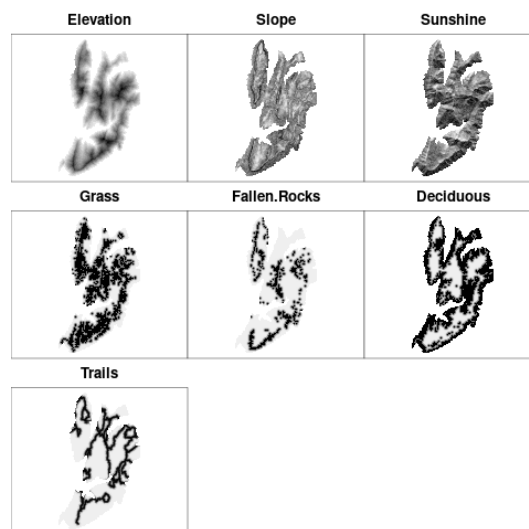 Elevation
Slope
Sunshine
Grass
Fallen.Rocks
Deciduous
Trails